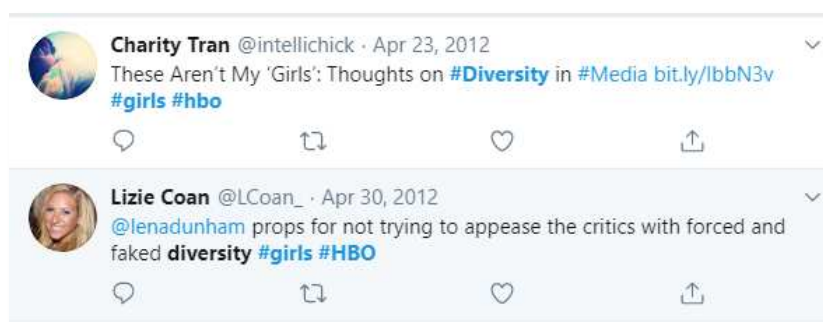 Charity Tran @intellichick · Apr 23, 2012
These Aren't My 'Girls': Thoughts on #Diversity in #Media bit.ly/IbbN3v
#girls #hbo
Lizie Coan @LCoan_ · Apr 30, 2012
@lenadunham props for not trying to appease the critics with forced and
faked diversity #girls #HBO